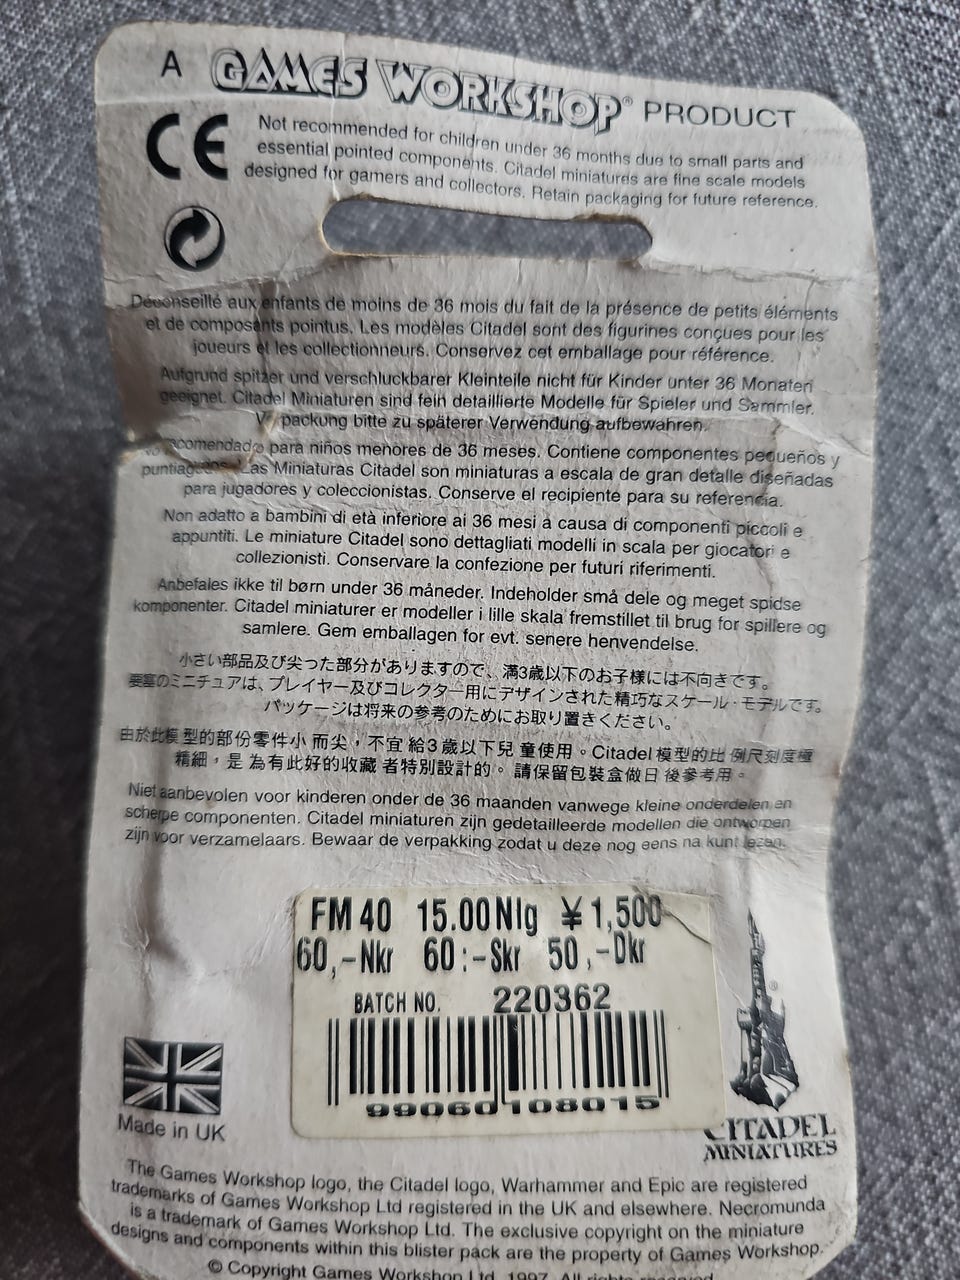 A GAMES WORKSHOP® PRODUCT
CE
Not recommended for children under 36 months due to small parts and
essential pointed components. Citadel miniatures are fine scale models
designed for gamers and collectors. Retain packaging for future reference.
Déconseillé aux enfants de moins de 36 mois du fait de la présence de petits éléments
et de composants pointus. Les modèles Citadel sont des figurines conçues pour les
joueurs et les collectionneurs. Conservez cet emballage pour référence.
Aufgrund spitzer und verschluckbarer Kleinteile nicht für Kinder unter 36 Monaten
geeignet. Citadel Miniaturen sind fein detaillierte Modelle für Spieler und Sammler.
packung bitte zu späterer Verwendung aufbewahren.
para niños menores de 36 meses. Contiene componentes pequeños y
Las Miniaturas Citadel son miniaturas a escala de gran detalle diseñadas
para jugadores y coleccionistas. Conserve el recipiente para su referencia.
Non adatto a bambini di età inferiore ai 36 mesi a causa di componenti piccoli e
appuntiti. Le miniature Citadel sono dettagliati modelli in scala per giocatori e
collezionisti. Conservare la confezione per futuri riferimenti.
Anbefales ikke til børn under 36 måneder. Indeholder små dele og meget spidse
komponenter. Citadel miniaturer er modeller i lille skala fremstillet til brug for spillere og
samlere. Gem emballagen for evt. senere henvendelse.
小さい部品及び尖った部分がありますので、満3歳以下のお子様には不向きです。
要塞のミニチュアは、プレイヤー及びコレクター用にデザインされた精巧なスケール・モデルです。
パッケージは将来の参考のためにお取り置きください。
由於此模型的部份零件小而尖，不宜給3歲以下兒童使用。Citadel模型的比例尺刻度極
精細，是為有此好的收藏者特別設計的。請保留包裝盒做日後參考用。
Niet aanbevolen voor kinderen onder de 36 maanden vanwege kleine onderdelen en
scherpe componenten. Citadel miniaturen zijn gedetailleerde modellen die ontworpen
zijn voor verzamelaars. Bewaar de verpakking zodat u deze nog eens na kunt lezen.
FM 40 15.00Nlg ¥1,500
60,-Nkr 60:-Skr 50,-Dkr
BATCH NO. 220362
99060108015
Made in UK
CITADEL
MINIATURES
The Games Workshop logo, the Citadel logo, Warhammer and Epic are registered
trademarks of Games Workshop Ltd registered in the UK and elsewhere. Necromunda
is a trademark of Games Workshop Ltd. The exclusive copyright on the miniature
designs and components within this blister pack are the property of Games Workshop.
© Copyright Games Workshop Ltd. 1997. All rights reserved